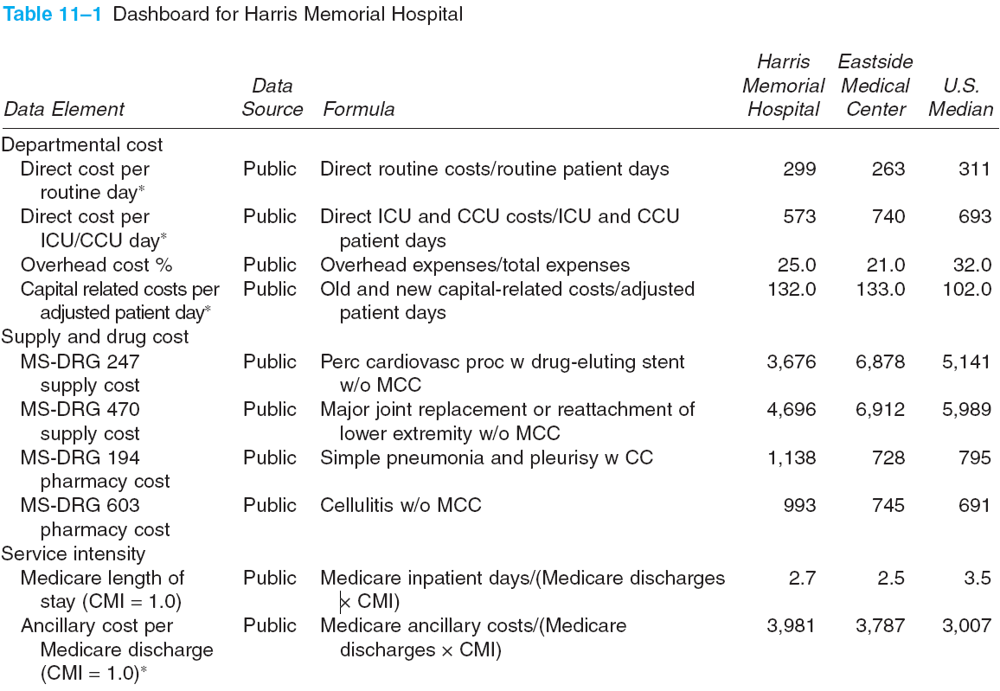 Table 11–1 Dashboard for Harris Memorial Hospital
Harris Eastside
Data Memorial Medical U.S.
Data Element Source Formula Hospital Center Median
Departmental cost
Direct cost per Public Direct routine costs/routine patient days 299 263 311
routine day*
Direct cost per Public Direct ICU and CCU costs/ICU and CCU 573 740 693
ICU/CCU day* patient days
Overhead cost % Public Overhead expenses/total expenses 25.0 21.0 32.0
Capital related costs per Public Old and new capital-related costs/adjusted 132.0 133.0 102.0
adjusted patient day* patient days
Supply and drug cost
MS-DRG 247 Public Perc cardiovasc proc w drug-eluting stent 3,676 6,878 5,141
supply cost w/o MCC
MS-DRG 470 Public Major joint replacement or reattachment of 4,696 6,912 5,989
supply cost lower extremity w/o MCC
MS-DRG 194 Public Simple pneumonia and pleurisy w CC 1,138 728 795
pharmacy cost
MS-DRG 603 Public Cellulitis w/o MCC 993 745 691
pharmacy cost
Service intensity
Medicare length of Public Medicare inpatient days/(Medicare discharges 2.7 2.5 3.5
stay (CMI = 1.0) × CMI)
Ancillary cost per Public Medicare ancillary costs/(Medicare 3,981 3,787 3,007
Medicare discharge discharges × CMI)
(CMI = 1.0)*